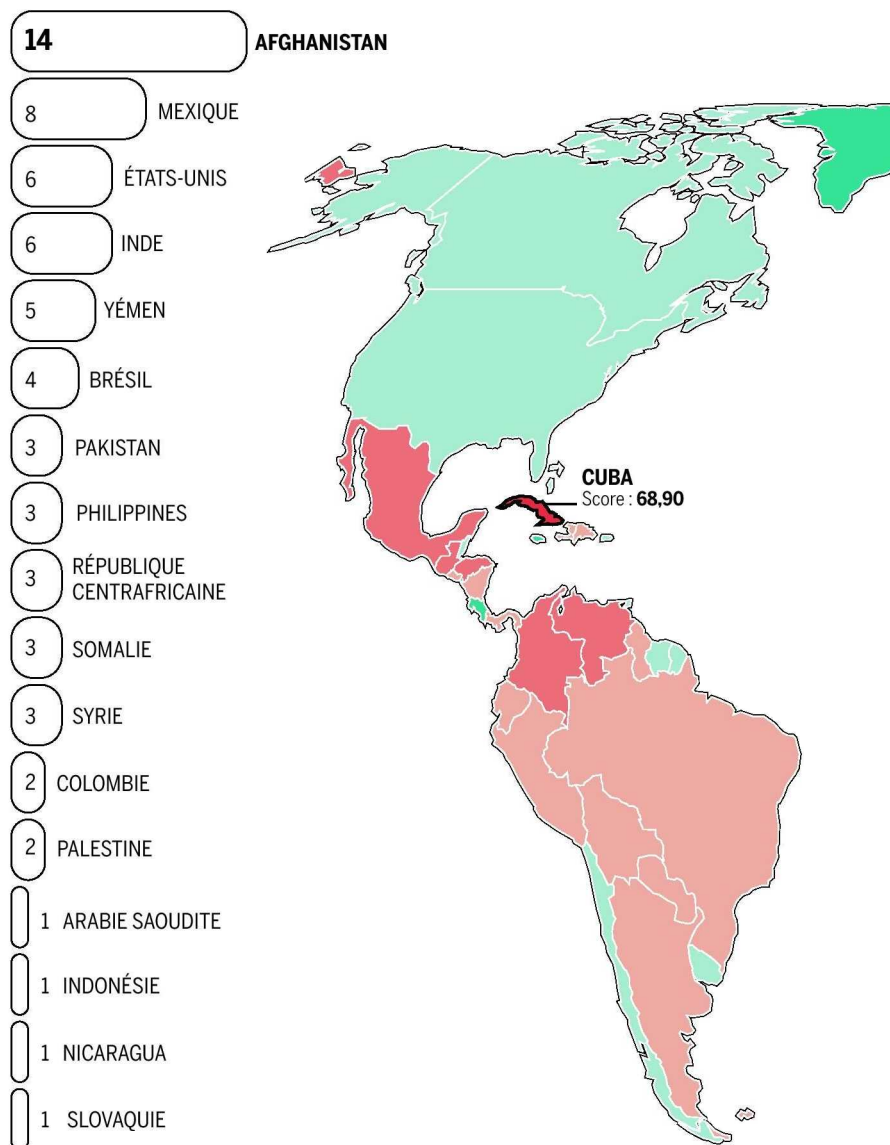 14 AFGHANISTAN
8 MEXIQUE
6 ÉTATS-UNIS
6 INDE
5 YÉMEN
4 BRÉSIL
3 PAKISTAN
3 PHILIPPINES
3 RÉPUBLIQUE
CENTRAFRICAINE
3 SOMALIE
3 SYRIE
2 COLOMBIE
2 PALESTINE
1 ARABIE SAOUDITE
1 INDONÉSIE
1 NICARAGUA
1 SLOVAQUIE
CUBA
Score : 68,90